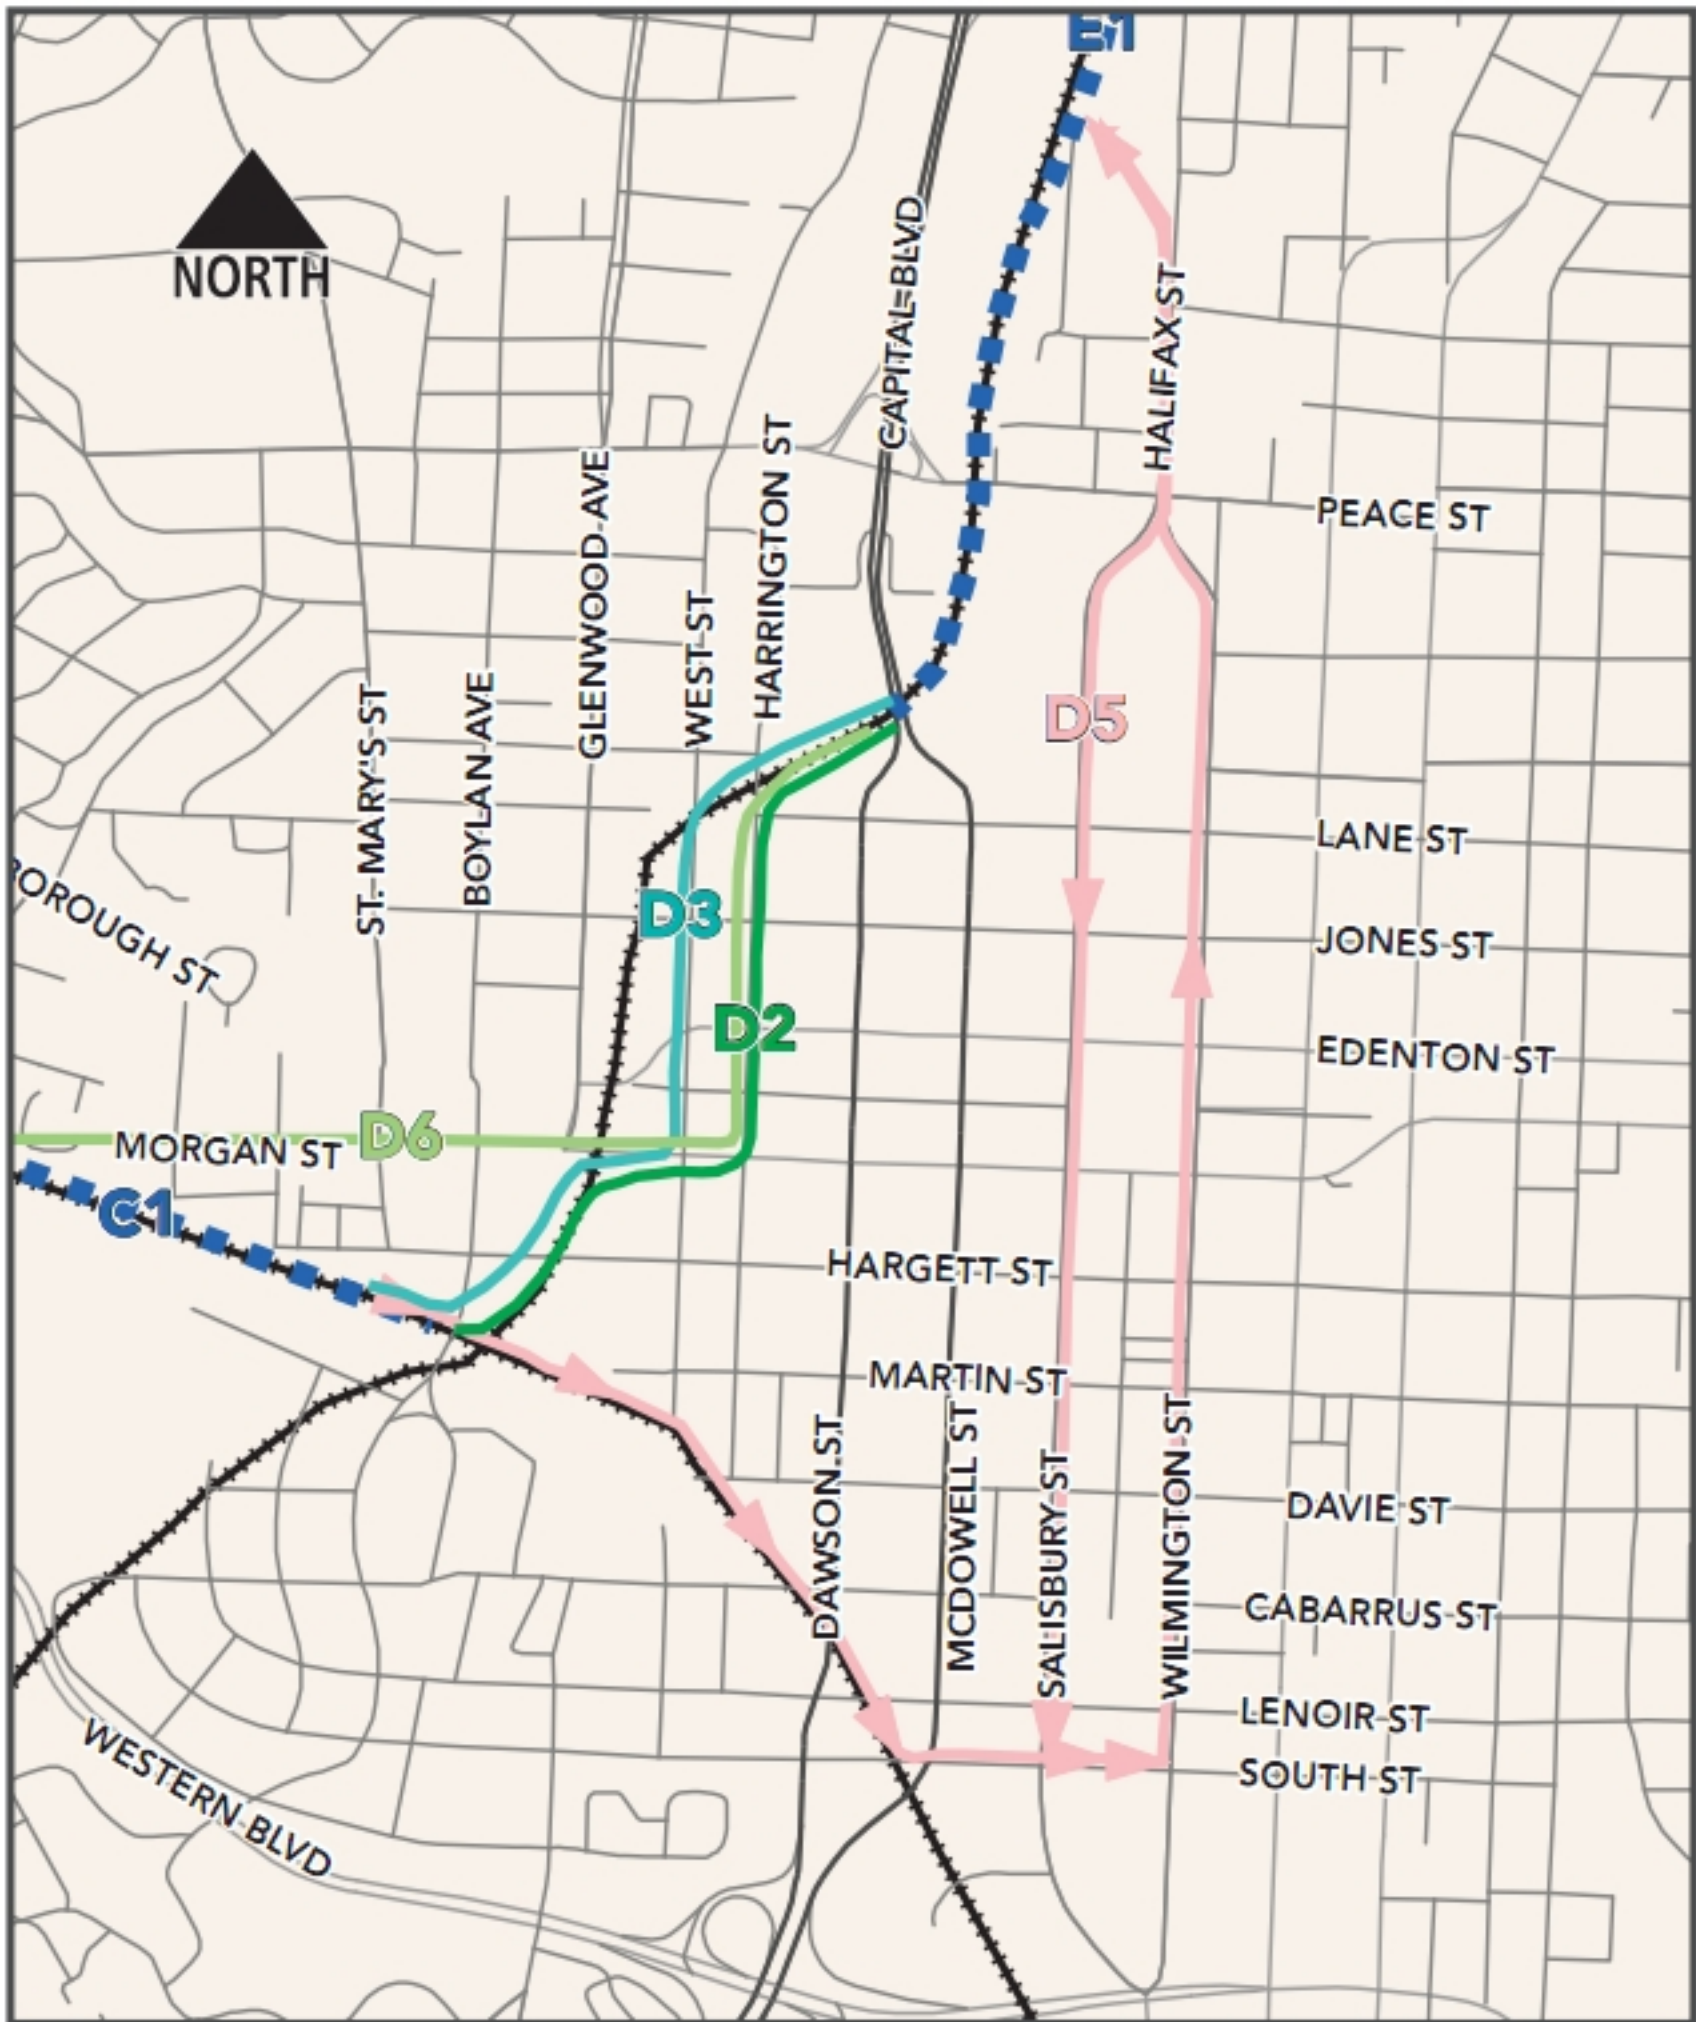 E1
NORTH
CAPITAL BLVD
HALIFAX ST
GLENWOOD AVE
HARRINGTON ST
PEACE ST
WEST ST
ST. MARY'S ST
BOYLAN AVE
D5
LANE ST
OROUGH ST
D3
JONES ST
D2
EDENTON ST
MORGAN ST
D6
C1
HARGETT ST
MARTIN ST
DAWSON ST
MCDOWELL ST
SALISBURY ST
WILMINGTON ST
DAVIE ST
CABARRUS ST
LENOIR ST
SOUTH ST
WESTERN BLVD